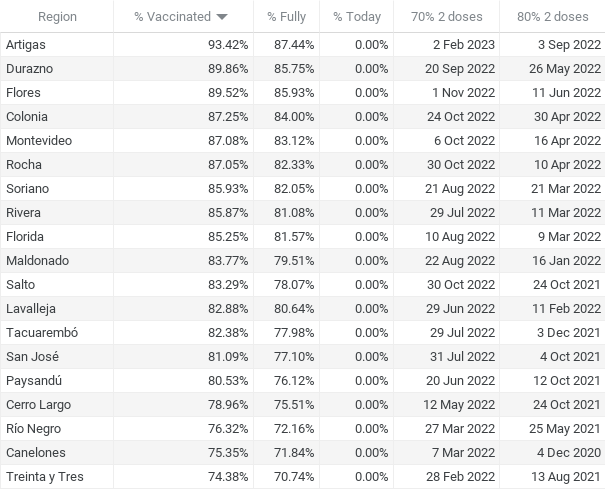 Region % Vaccinated % Fully % Today 70% 2 doses 80% 2 doses
Artigas 93.42% 87.44% 0.00% 2 Feb 2023 3 Sep 2022
Durazno 89.86% 85.75% 0.00% 20 Sep 2022 26 May 2022
Flores 89.52% 85.93% 0.00% 1 Nov 2022 11 Jun 2022
Colonia 87.25% 84.00% 0.00% 24 Oct 2022 30 Apr 2022
Montevideo 87.08% 83.12% 0.00% 6 Oct 2022 16 Apr 2022
Rocha 87.05% 82.33% 0.00% 30 Oct 2022 10 Apr 2022
Soriano 85.93% 82.05% 0.00% 21 Aug 2022 21 Mar 2022
Rivera 85.87% 81.08% 0.00% 29 Jul 2022 11 Mar 2022
Florida 85.25% 81.57% 0.00% 10 Aug 2022 9 Mar 2022
Maldonado 83.77% 79.51% 0.00% 22 Aug 2022 16 Jan 2022
Salto 83.29% 78.07% 0.00% 30 Oct 2022 24 Oct 2021
Lavalleja 82.88% 80.64% 0.00% 29 Jun 2022 11 Feb 2022
Tacuarembó 82.38% 77.98% 0.00% 29 Jul 2022 3 Dec 2021
San José 81.09% 77.10% 0.00% 31 Jul 2022 4 Oct 2021
Paysandú 80.53% 76.12% 0.00% 20 Jun 2022 12 Oct 2021
Cerro Largo 78.96% 75.51% 0.00% 12 May 2022 24 Oct 2021
Río Negro 76.32% 72.16% 0.00% 27 Mar 2022 25 May 2021
Canelones 75.35% 71.84% 0.00% 7 Mar 2022 4 Dec 2020
Treinta y Tres 74.38% 70.74% 0.00% 28 Feb 2022 13 Aug 2021